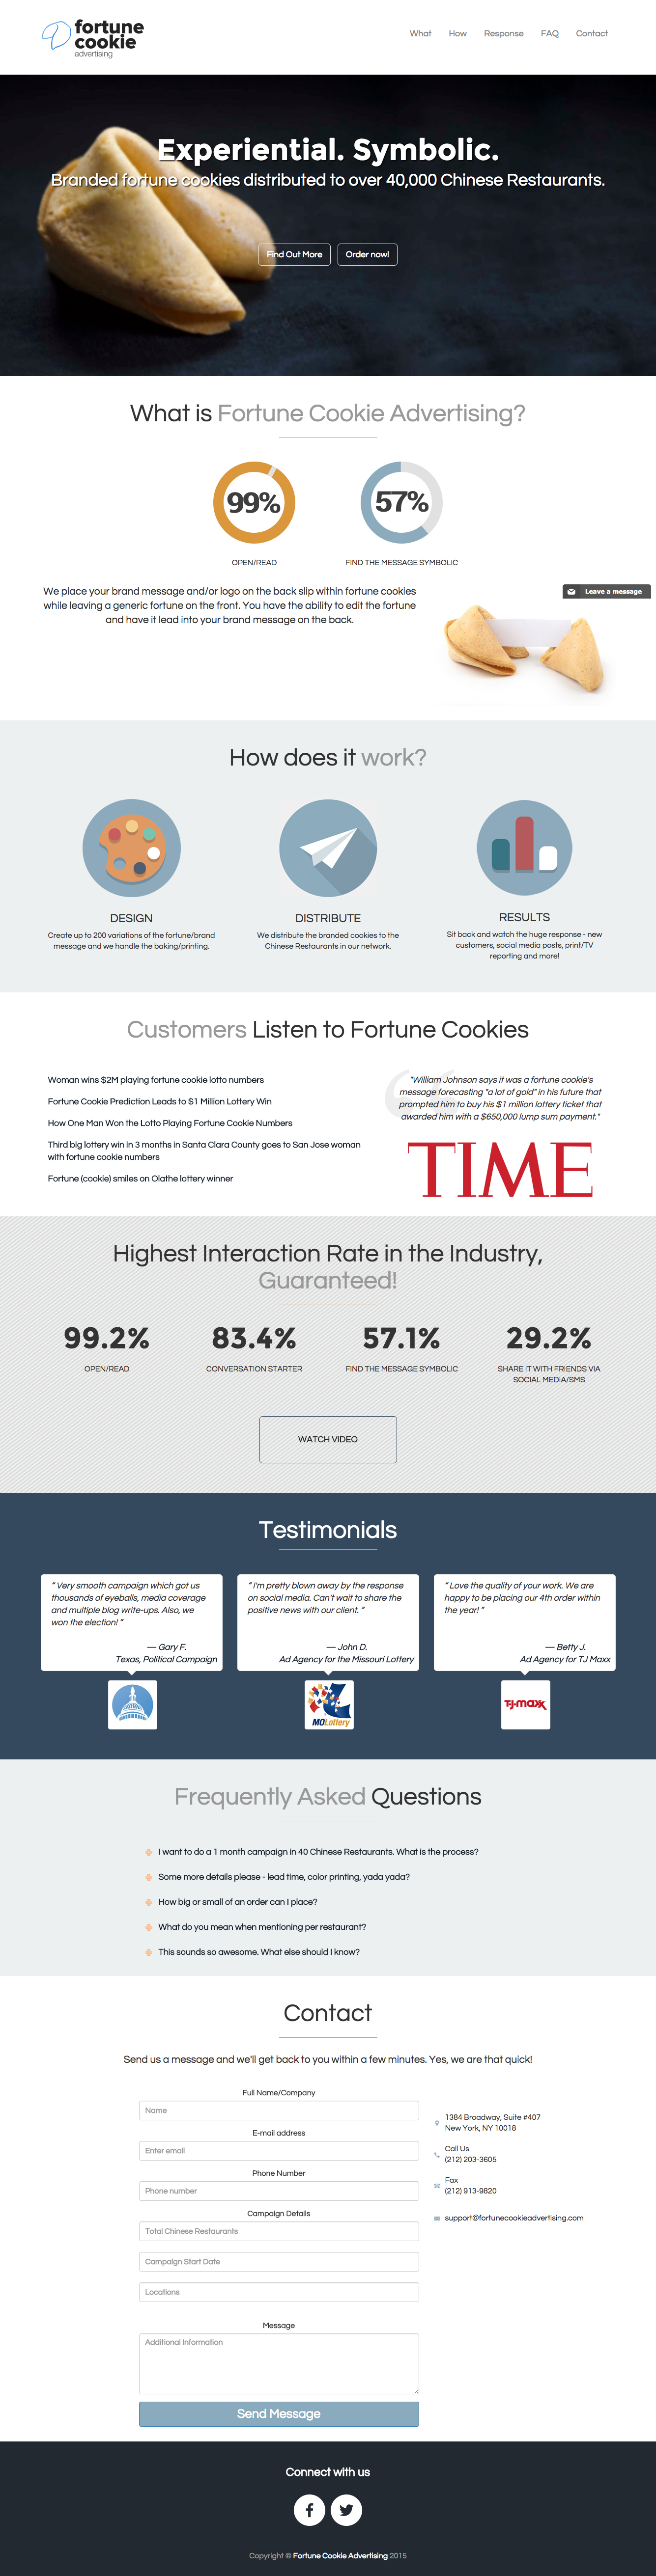 fortune
cookie
advertising
What How Response FAQ Contact
Experiential. Symbolic.
Branded fortune cookies distributed to over 40,000 Chinese Restaurants.
Find Out More Order now!
What is Fortune Cookie Advertising?
99% 57%
OPEN/READ FIND THE MESSAGE SYMBOLIC
We place your brand message and/or logo on the back slip within fortune cookies
while leaving a generic fortune on the front. You have the ability to edit the fortune
and have it lead into your brand message on the back.
Leave a message
How does it work?
DESIGN
Create up to 200 variations of the fortune/brand
message and we handle the baking/printing.
DISTRIBUTE
We distribute the branded cookies to the
Chinese Restaurants in our network.
RESULTS
Sit back and watch the huge response - new
customers, social media posts, print/TV
reporting and more!
Customers Listen to Fortune Cookies
Woman wins $2M playing fortune cookie lotto numbers
Fortune Cookie Prediction Leads to $1 Million Lottery Win
How One Man Won the Lotto Playing Fortune Cookie Numbers
Third big lottery win in 3 months in Santa Clara County goes to San Jose woman
with fortune cookie numbers
Fortune (cookie) smiles on Olathe lottery winner
"William Johnson says it was a fortune cookie's
message forecasting "a lot of gold" in his future that
prompted him to buy his $1 million lottery ticket that
awarded him with a $650,000 lump sum payment."
TIME
Highest Interaction Rate in the Industry,
Guaranteed!
99.2% 83.4% 57.1% 29.2%
OPEN/READ CONVERSATION STARTER FIND THE MESSAGE SYMBOLIC SHARE IT WITH FRIENDS VIA
SOCIAL MEDIA/SMS
WATCH VIDEO
Testimonials
" Very smooth campaign which got us
thousands of eyeballs, media coverage
and multiple blog write-ups. Also, we
won the election! "
— Gary F.
Texas, Political Campaign
" I'm pretty blown away by the response
on social media. Can't wait to share the
positive news with our client. "
— John D.
Ad Agency for the Missouri Lottery
MOLottery
" Love the quality of your work. We are
happy to be placing our 4th order within
the year! "
— Betty J.
Ad Agency for TJ Maxx
T.J.maxx
Frequently Asked Questions
I want to do a 1 month campaign in 40 Chinese Restaurants. What is the process?
Some more details please - lead time, color printing, yada yada?
How big or small of an order can I place?
What do you mean when mentioning per restaurant?
This sounds so awesome. What else should I know?
Contact
Send us a message and we'll get back to you within a few minutes. Yes, we are that quick!
Full Name/Company
Name
E-mail address
Enter email
Phone Number
Phone number
Campaign Details
Total Chinese Restaurants
Campaign Start Date
Locations
Message
Additional Information
Send Message
1384 Broadway, Suite #407
New York, NY 10018
Call Us
(212) 203-3605
Fax
(212) 913-9820
support@fortunecookieadvertising.com
Connect with us
Copyright © Fortune Cookie Advertising 2015